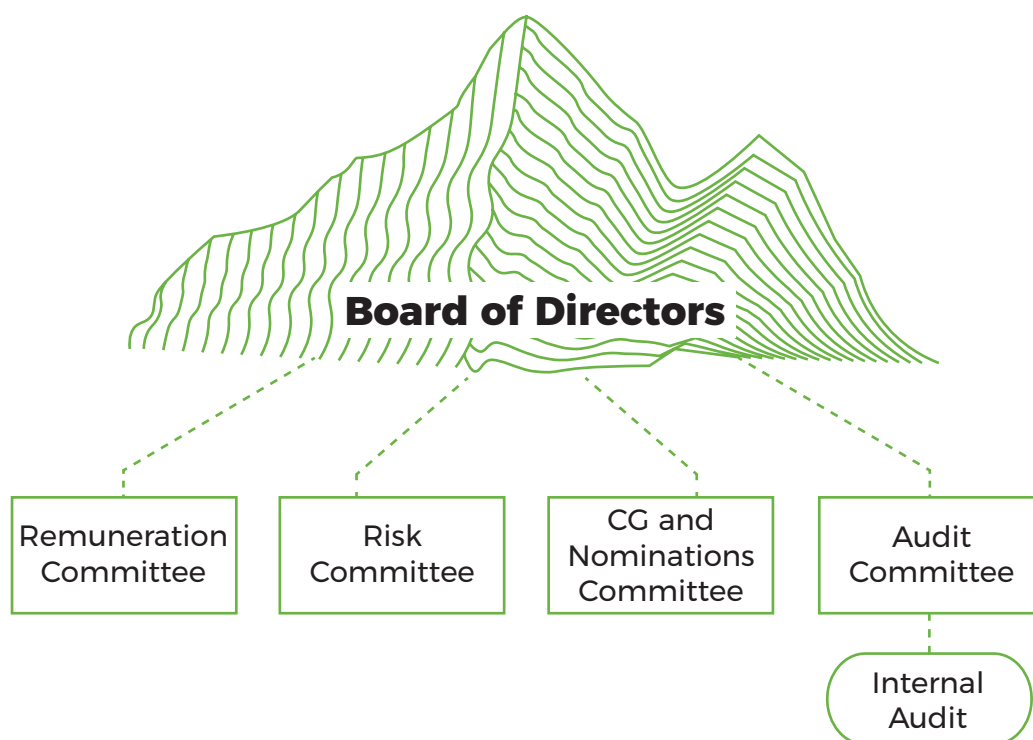 Board of Directors
Remuneration
Committee
Risk
Committee
CG and
Nominations
Committee
Audit
Committee
Internal
Audit